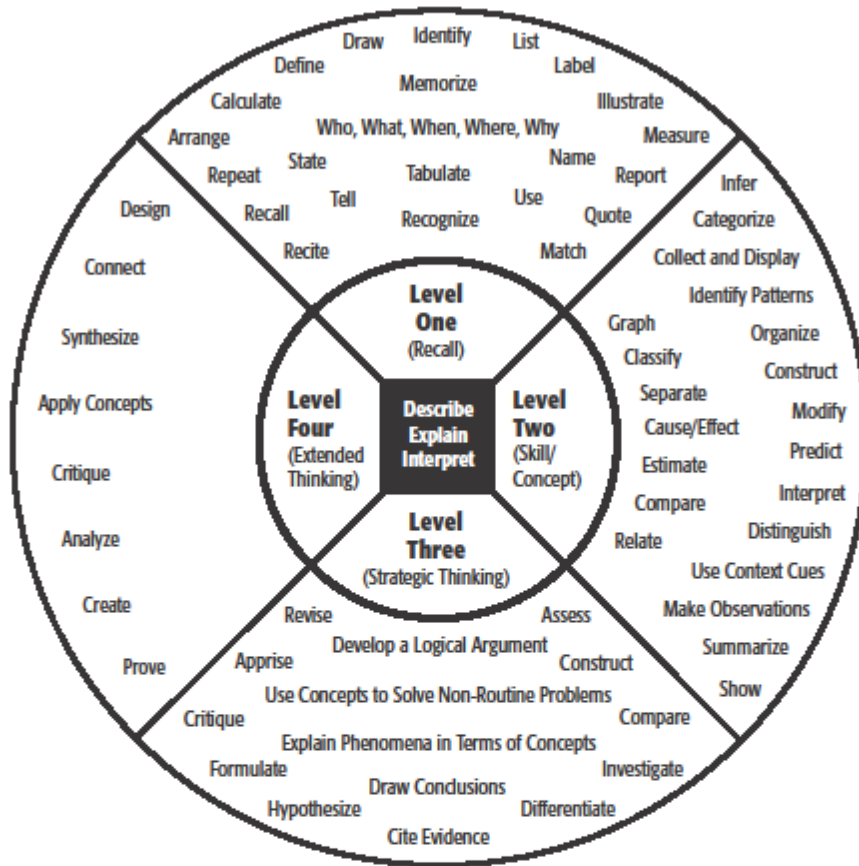 Draw
Identify
List
Define
Memorize
Label
Calculate
Illustrate
Arrange
Who, What, When, Where, Why
Measure
Repeat
State
Tabulate
Name
Report
Recall
Tell
Recognize
Use
Quote
Recite
Match
Level
One
(Recall)
Infer
Categorize
Collect and Display
Identify Patterns
Graph
Organize
Classify
Construct
Separate
Modify
Cause/Effect
Predict
Estimate
Interpret
Compare
Distinguish
Relate
Use Context Cues
Make Observations
Summarize
Show
Level
Two
(Skill/
Concept)
Describe
Explain
Interpret
Level
Three
(Strategic Thinking)
Revise
Assess
Develop a Logical Argument
Apprise
Construct
Use Concepts to Solve Non-Routine Problems
Critique
Compare
Explain Phenomena in Terms of Concepts
Formulate
Investigate
Draw Conclusions
Hypothesize
Differentiate
Cite Evidence
Level
Four
(Extended
Thinking)
Design
Connect
Synthesize
Apply Concepts
Critique
Analyze
Create
Prove